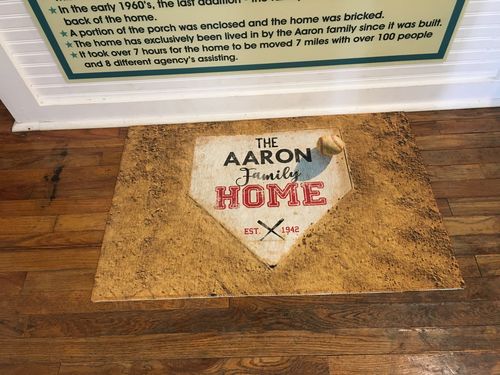 In the early 1960's, the last addition - the
back of the home.
A portion of the porch was enclosed and the home was bricked.
The home has exclusively been lived in by the Aaron family since it was built.
It took over 7 hours for the home to be moved 7 miles with over 100 people
and 8 different agency's assisting.
THE
AARON
Family
HOME
EST. 1942